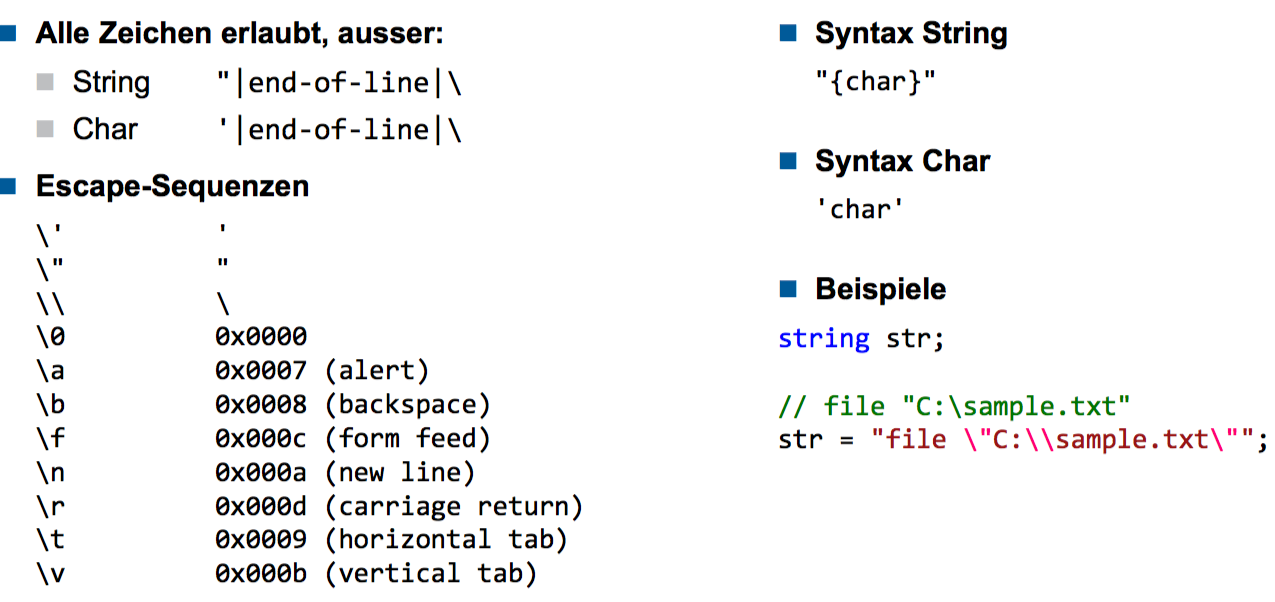 Alle Zeichen erlaubt, ausser:
String "|end-of-line|\
Char '|end-of-line|\
Escape-Sequenzen
\' '
\" "
\\ \
\0 0x0000
\a 0x0007 (alert)
\b 0x0008 (backspace)
\f 0x000c (form feed)
\n 0x000a (new line)
\r 0x000d (carriage return)
\t 0x0009 (horizontal tab)
\v 0x000b (vertical tab)
Syntax String
"{char}"
Syntax Char
'char'
Beispiele
string str;
// file "C:\sample.txt"
str = "file \"C:\\sample.txt\"";